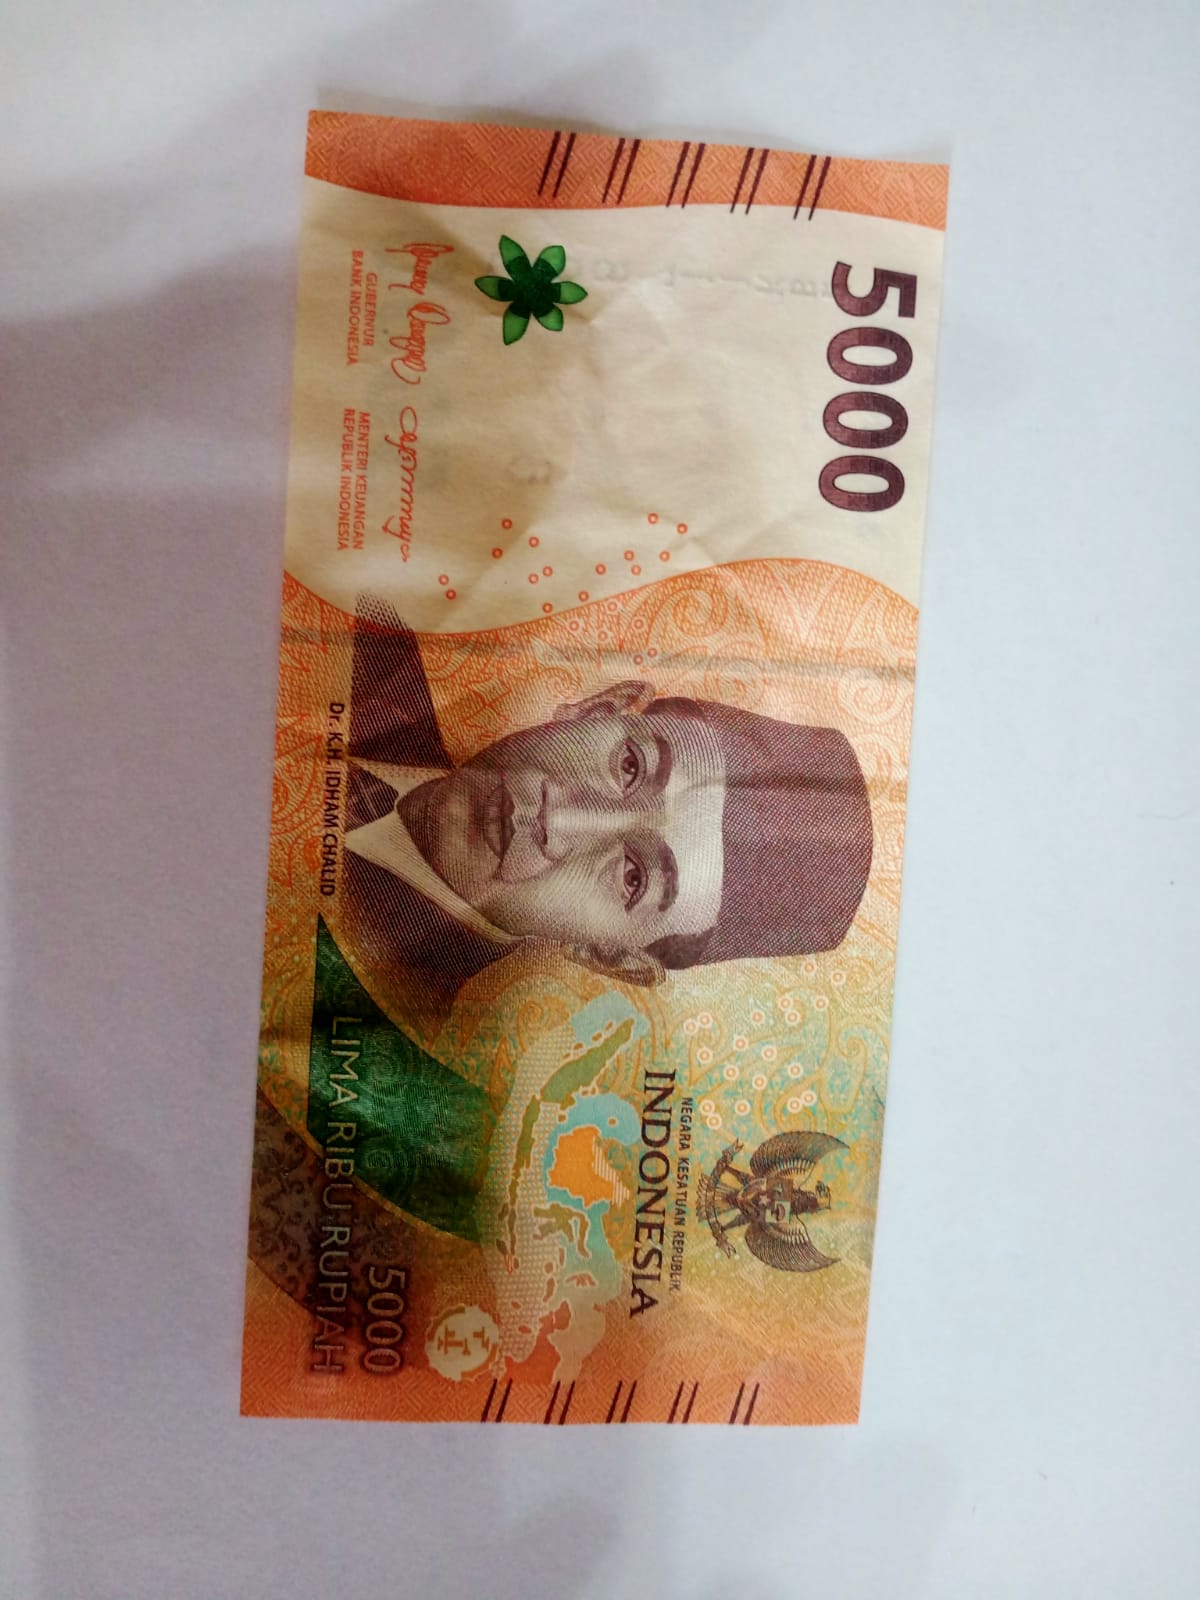 5000
GUBERNUR
BANK INDONESIA
MENTERI KEUANGAN
REPUBLIK INDONESIA
Dr. K.H. IDHAM CHALID
NEGARA KESATUAN REPUBLIK
INDONESIA
5000
LIMA RIBU RUPIAH